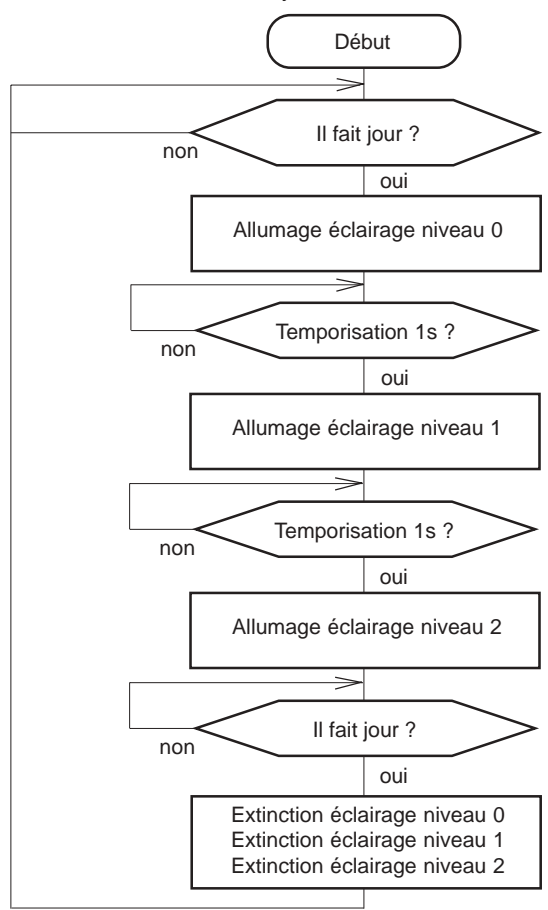 Début
Il fait jour ?
non
oui
Allumage éclairage niveau 0
Temporisation 1s ?
non
oui
Allumage éclairage niveau 1
Temporisation 1s ?
non
oui
Allumage éclairage niveau 2
Il fait jour ?
non
oui
Extinction éclairage niveau 0
Extinction éclairage niveau 1
Extinction éclairage niveau 2